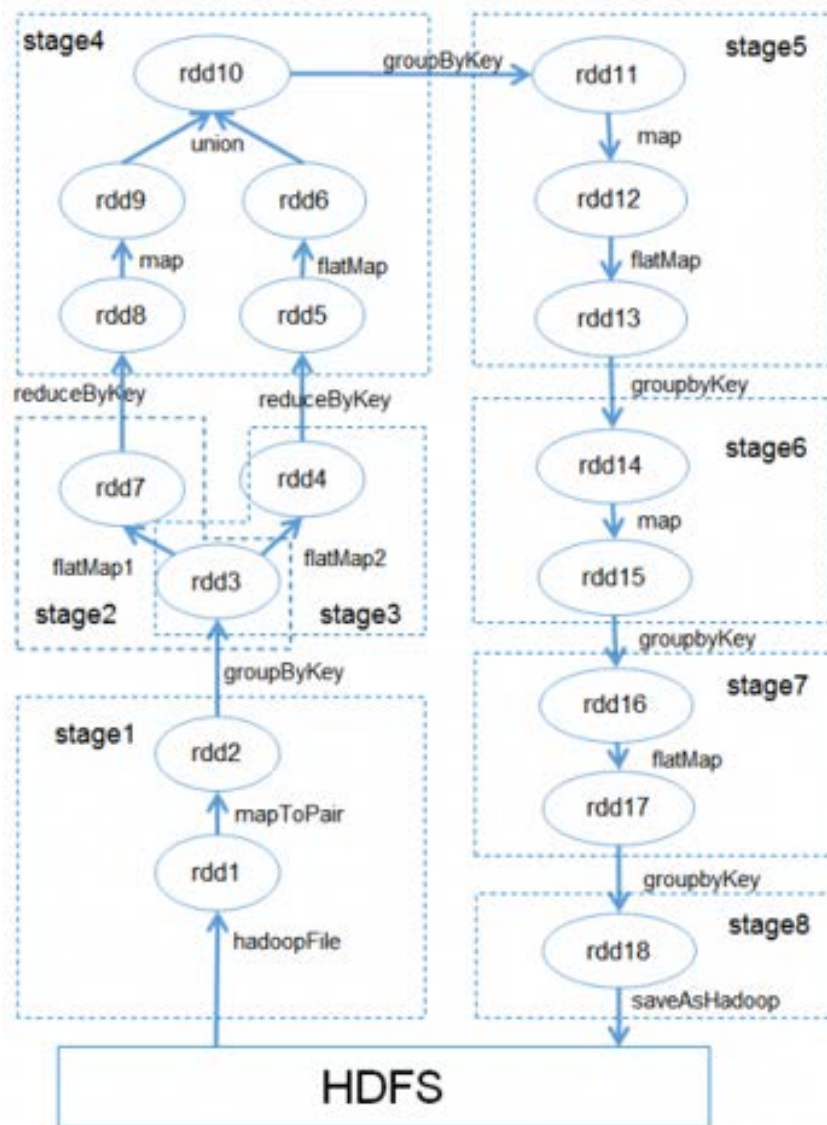 stage4
rdd10
groupByKey
rdd11
stage5
union
map
rdd9
rdd6
rdd12
map
flatMap
flatMap
rdd8
rdd5
rdd13
reduceByKey
reduceByKey
groupbyKey
rdd7
rdd4
rdd14
stage6
map
flatMap1
rdd3
flatMap2
rdd15
stage2
stage3
groupByKey
groupbyKey
stage1
rdd2
rdd16
stage7
mapToPair
flatMap
rdd1
rdd17
groupbyKey
hadoopFile
rdd18
stage8
saveAsHadoop
HDFS